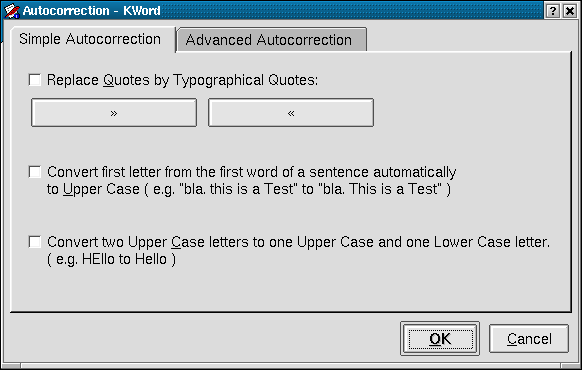 Autocorrection - KWord ? ×
Simple Autocorrection Advanced Autocorrection
Replace Quotes by Typographical Quotes:
» «
Convert first letter from the first word of a sentence automatically
to Upper Case ( e.g. "bla. this is a Test" to "bla. This is a Test" )
Convert two Upper Case letters to one Upper Case and one Lower Case letter.
( e.g. HEllo to Hello )
OK Cancel